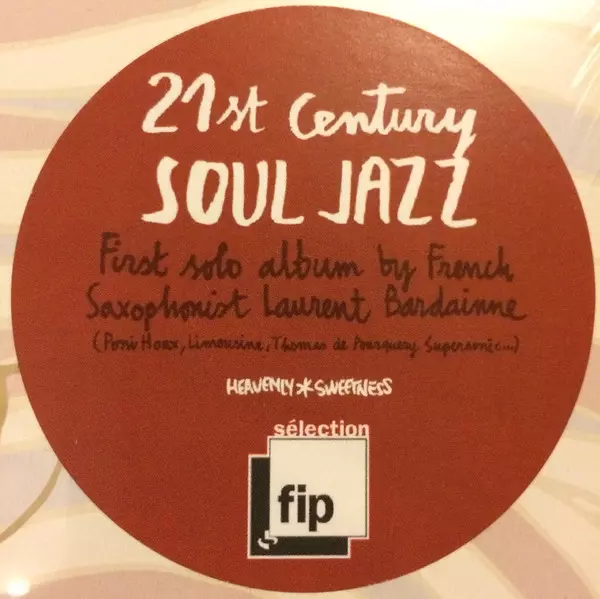 21st Century
SOUL JAZZ
First solo album by French
Saxophonist Laurent Bardainne
(Poni Hoax, Limousine, Thomas de Pourquery Supersonic...)
HEAVENLY*SWEETNESS
sélection
fip